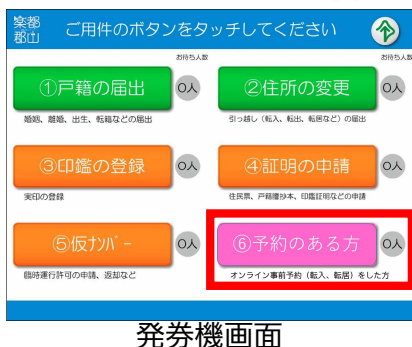 楽都
郡山
ご用件のボタンをタッチしてください
お待ち人数
お待ち人数
①戸籍の届出
0人
②住所の変更
0人
婚姻、離婚、出生、転籍などの届出
引っ越し(転入、転出、転居など)の届出
③印鑑の登録
0人
④証明の申請
0人
実印の登録
住民票、戸籍謄抄本、印鑑証明などの申請
⑤仮ナンバー
0人
⑥予約のある方
0人
臨時運行許可の申請、返却など
オンライン事前予約(転入、転居)をした方
発券機画面